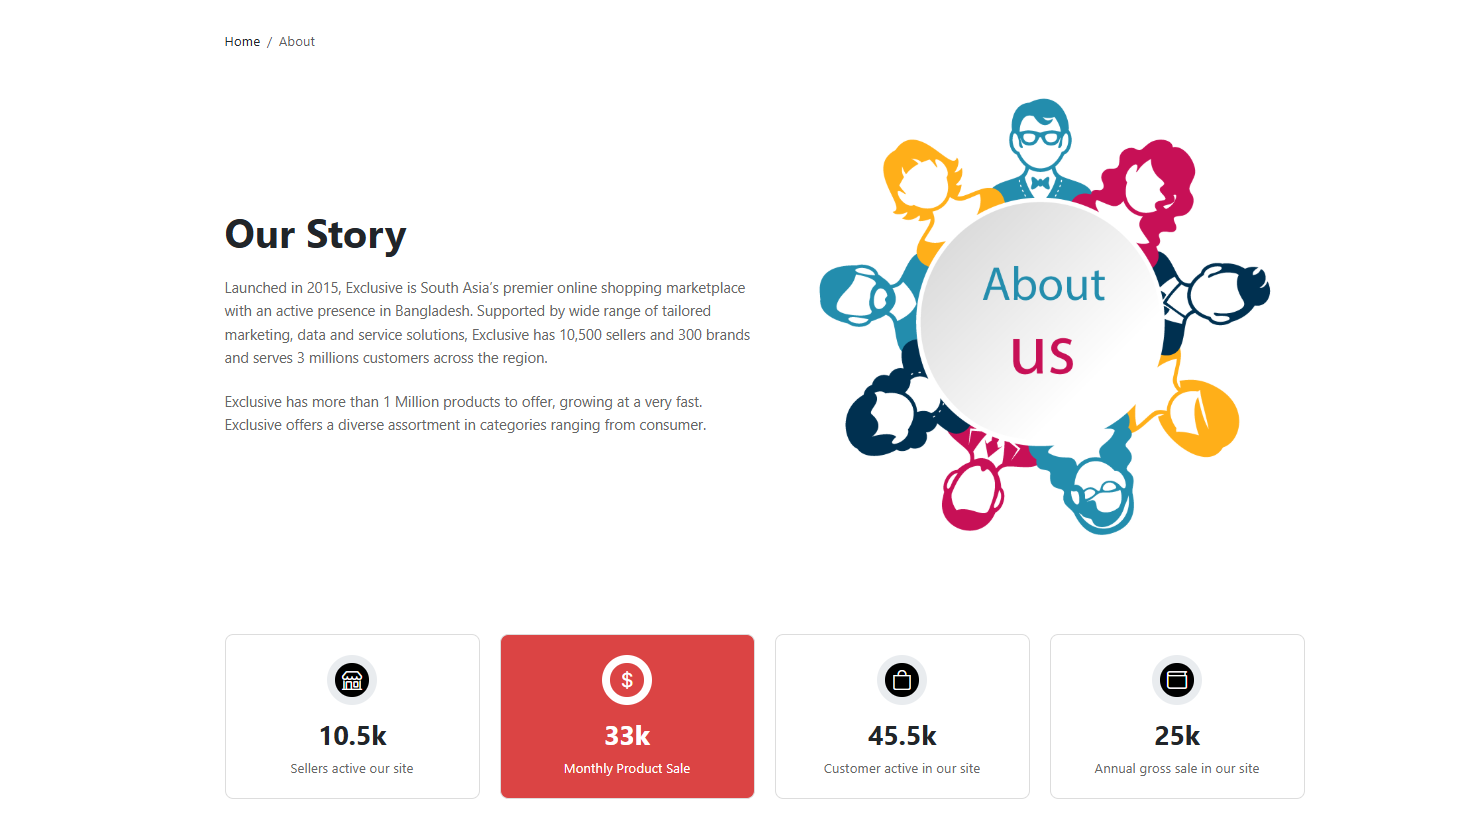 Home / About
Our Story
Launched in 2015, Exclusive is South Asia’s premier online shopping marketplace
with an active presence in Bangladesh. Supported by wide range of tailored
marketing, data and service solutions, Exclusive has 10,500 sellers and 300 brands
and serves 3 millions customers across the region.
Exclusive has more than 1 Million products to offer, growing at a very fast.
Exclusive offers a diverse assortment in categories ranging from consumer.
About
us
10.5k
Sellers active our site
$
33k
Monthly Product Sale
45.5k
Customer active in our site
25k
Annual gross sale in our site